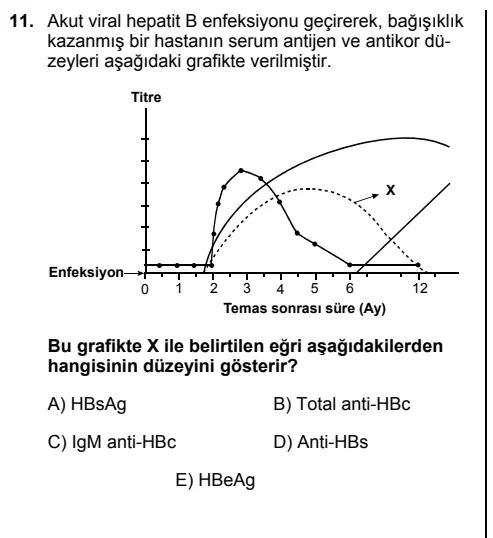 11. Akut viral hepatit B enfeksiyonu geçirerek, bağışıklık
kazanmış bir hastanın serum antijen ve antikor dü-
zeyleri aşağıdaki grafikte verilmiştir.
Titre
X
Enfeksiyon
0 1 2 3 4 5 6 12
Temas sonrası süre (Ay)
Bu grafikte X ile belirtilen eğri aşağıdakilerden
hangisinin düzeyini gösterir?
A) HBsAg B) Total anti-HBc
C) IgM anti-HBc D) Anti-HBs
E) HBeAg